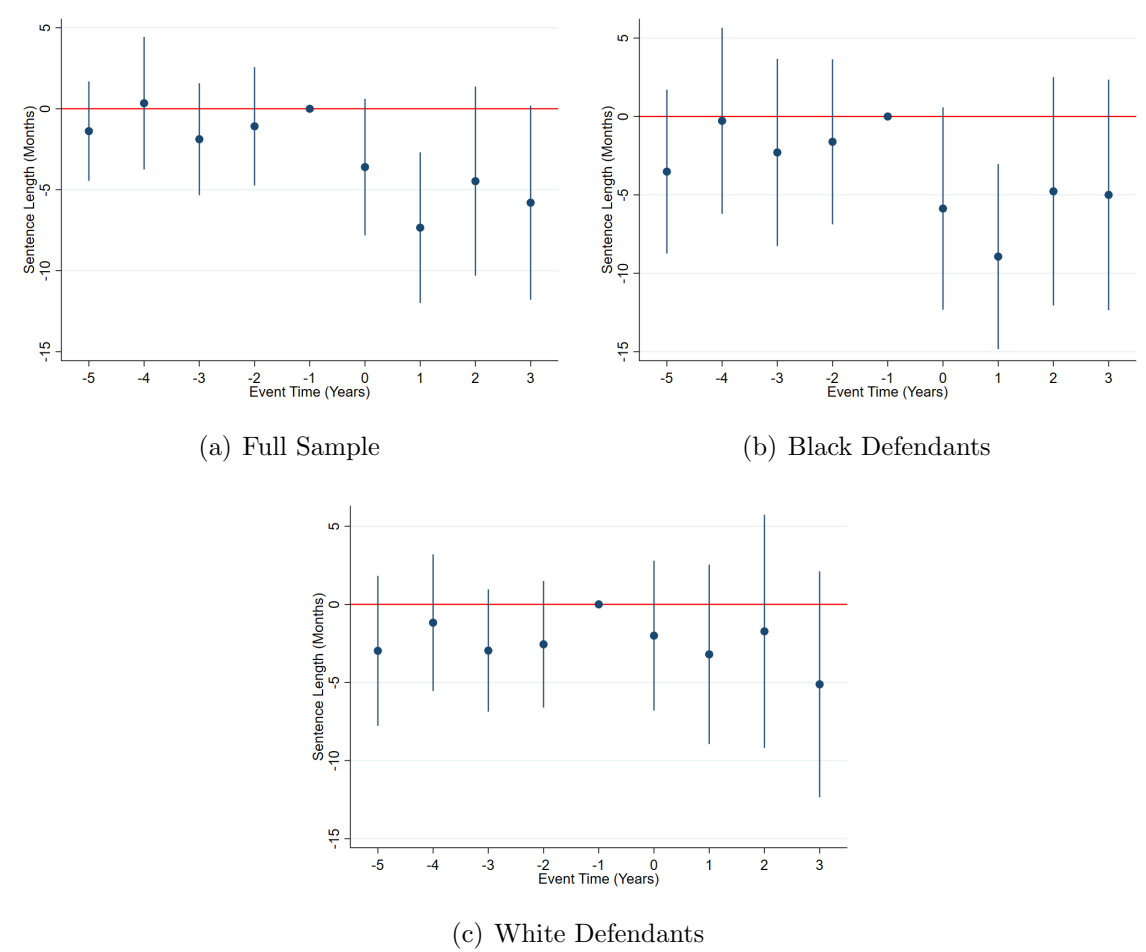 5
0
-5
-10
-15
Sentence Length (Months)
-5 -4 -3 -2 -1 0 1 2 3
Event Time (Years)
(a) Full Sample
5
0
-5
-10
-15
Sentence Length (Months)
-5 -4 -3 -2 -1 0 1 2 3
Event Time (Years)
(b) Black Defendants
5
0
-5
-10
-15
Sentence Length (Months)
-5 -4 -3 -2 -1 0 1 2 3
Event Time (Years)
(c) White Defendants